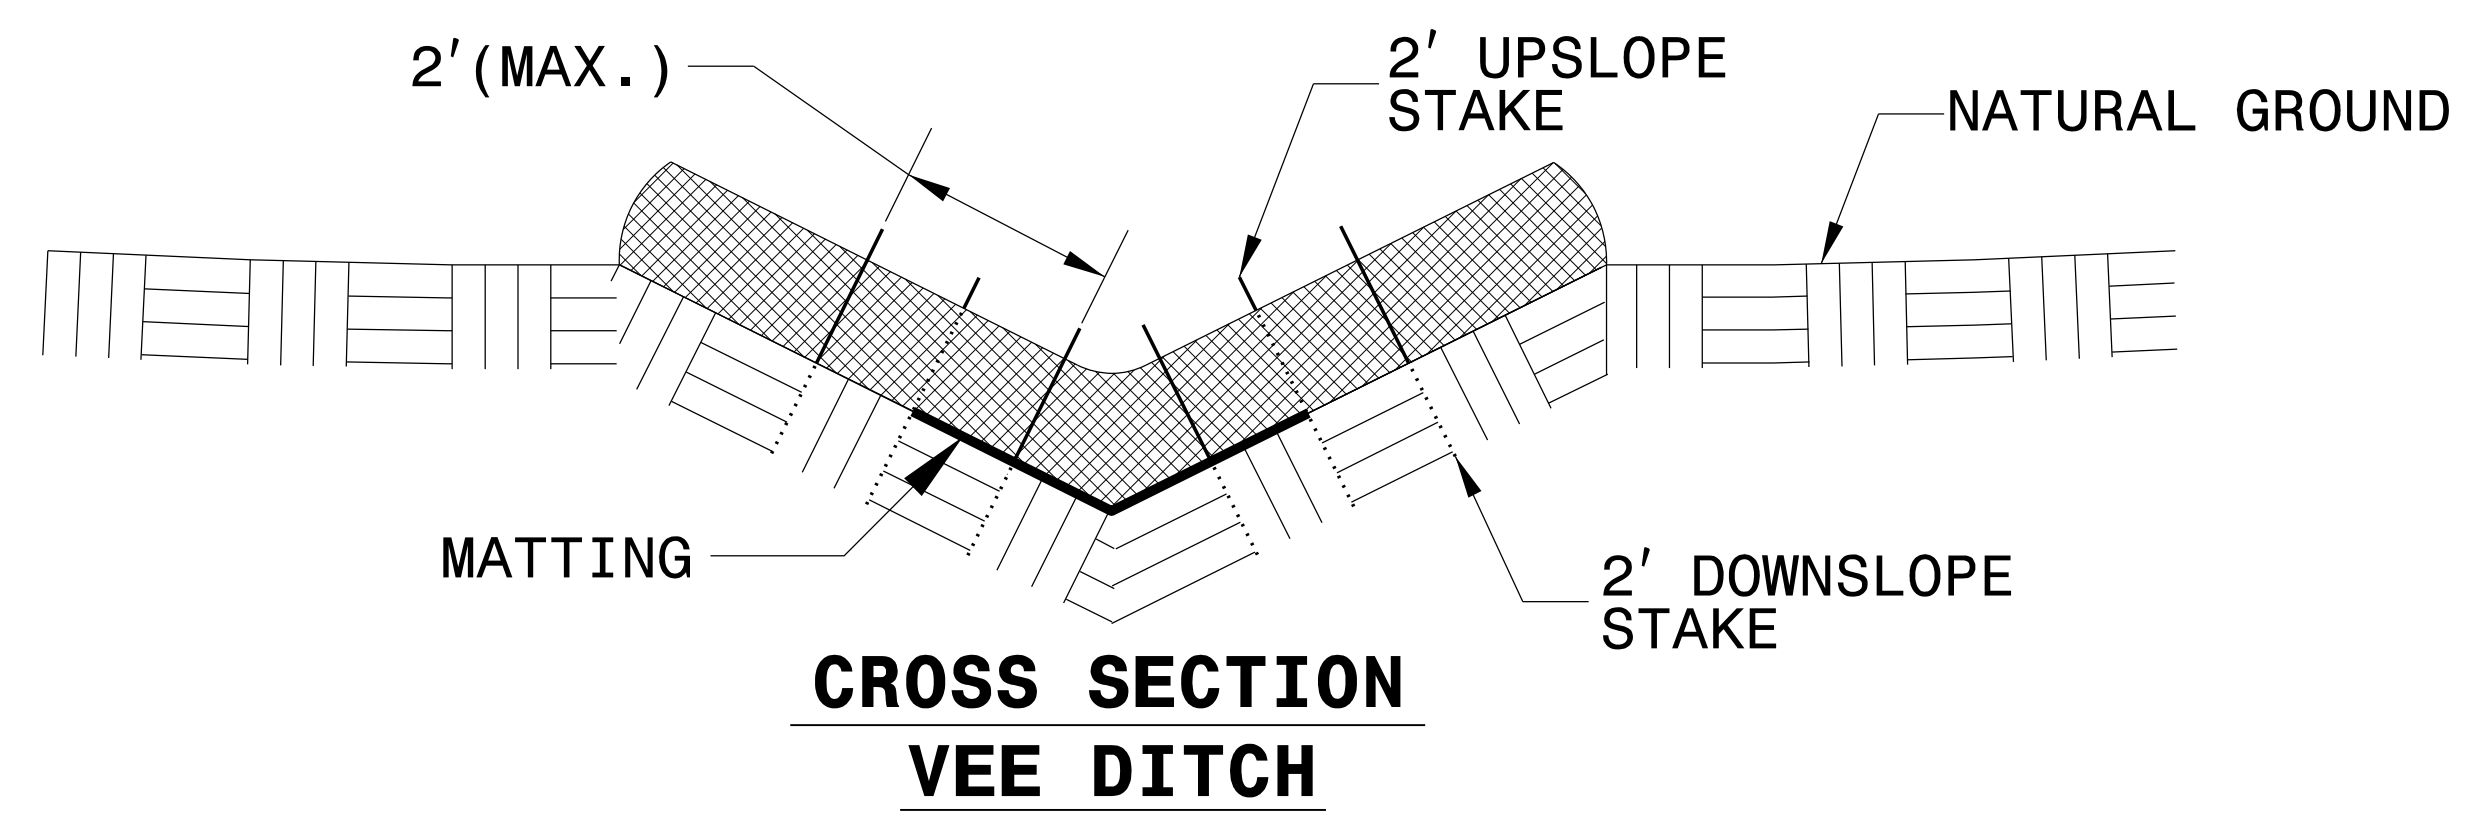 2'(MAX.)
2' UPSLOPE
STAKE
NATURAL GROUND
MATTING
2' DOWNSLOPE
STAKE
CROSS SECTION
VEE DITCH